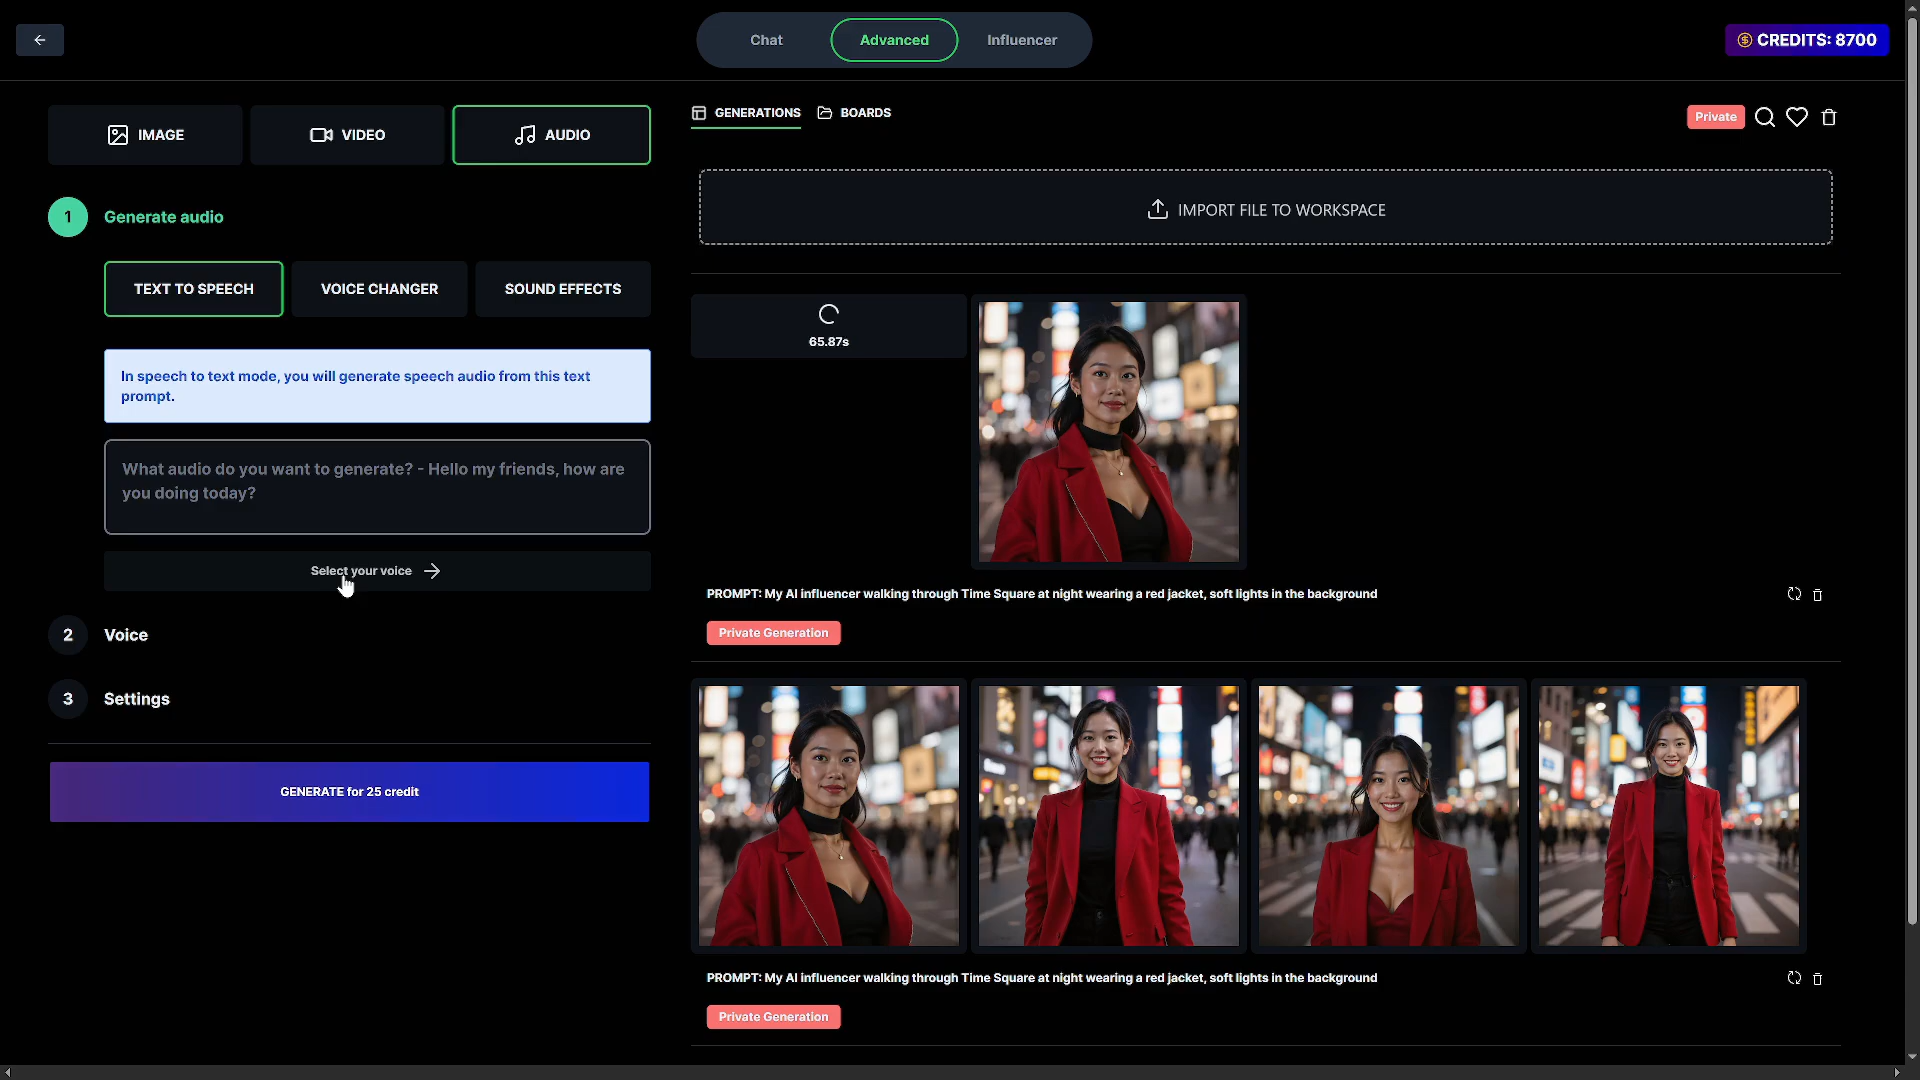 Chat
Advanced
Influencer
CREDITS: 8700
IMAGE
VIDEO
AUDIO
1
Generate audio
TEXT TO SPEECH
VOICE CHANGER
SOUND EFFECTS
In speech to text mode, you will generate speech audio from this text
prompt.
What audio do you want to generate? - Hello my friends, how are
you doing today?
Select your voice
2
Voice
3
Settings
GENERATE for 25 credit
GENERATIONS
BOARDS
Private
IMPORT FILE TO WORKSPACE
65.87s
PROMPT: My AI influencer walking through Time Square at night wearing a red jacket, soft lights in the background
Private Generation
PROMPT: My AI influencer walking through Time Square at night wearing a red jacket, soft lights in the background
Private Generation